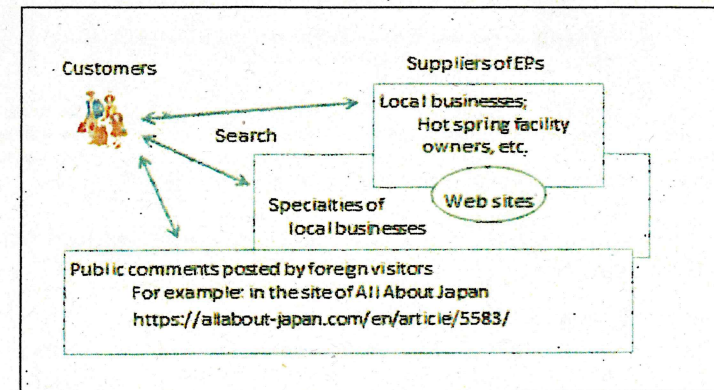 Customers
Suppliers of EPs
Local businesses;
Hot spring facility
owners, etc.
Search
Web sites
Specialties of
local businesses
Public comments posted by foreign visitors
For example: in the site of All About Japan
https://allabout-japan.com/en/article/5583/